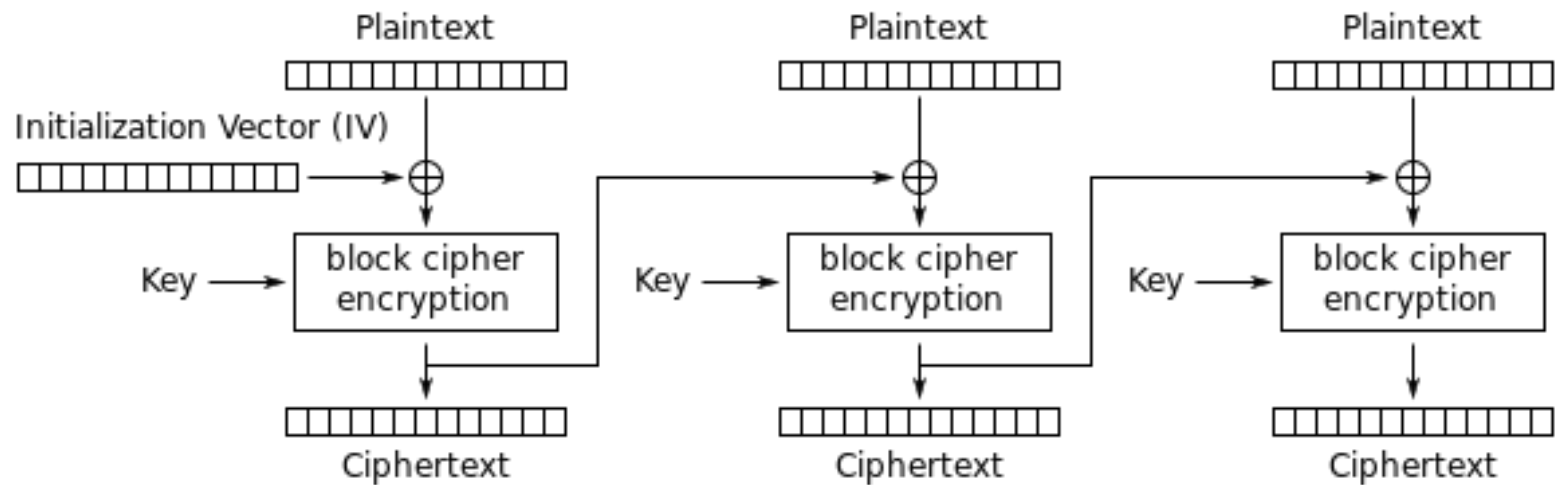 Plaintext
Plaintext
Plaintext
Initialization Vector (IV)
Key
block cipher
encryption
Key
block cipher
encryption
Key
block cipher
encryption
Ciphertext
Ciphertext
Ciphertext